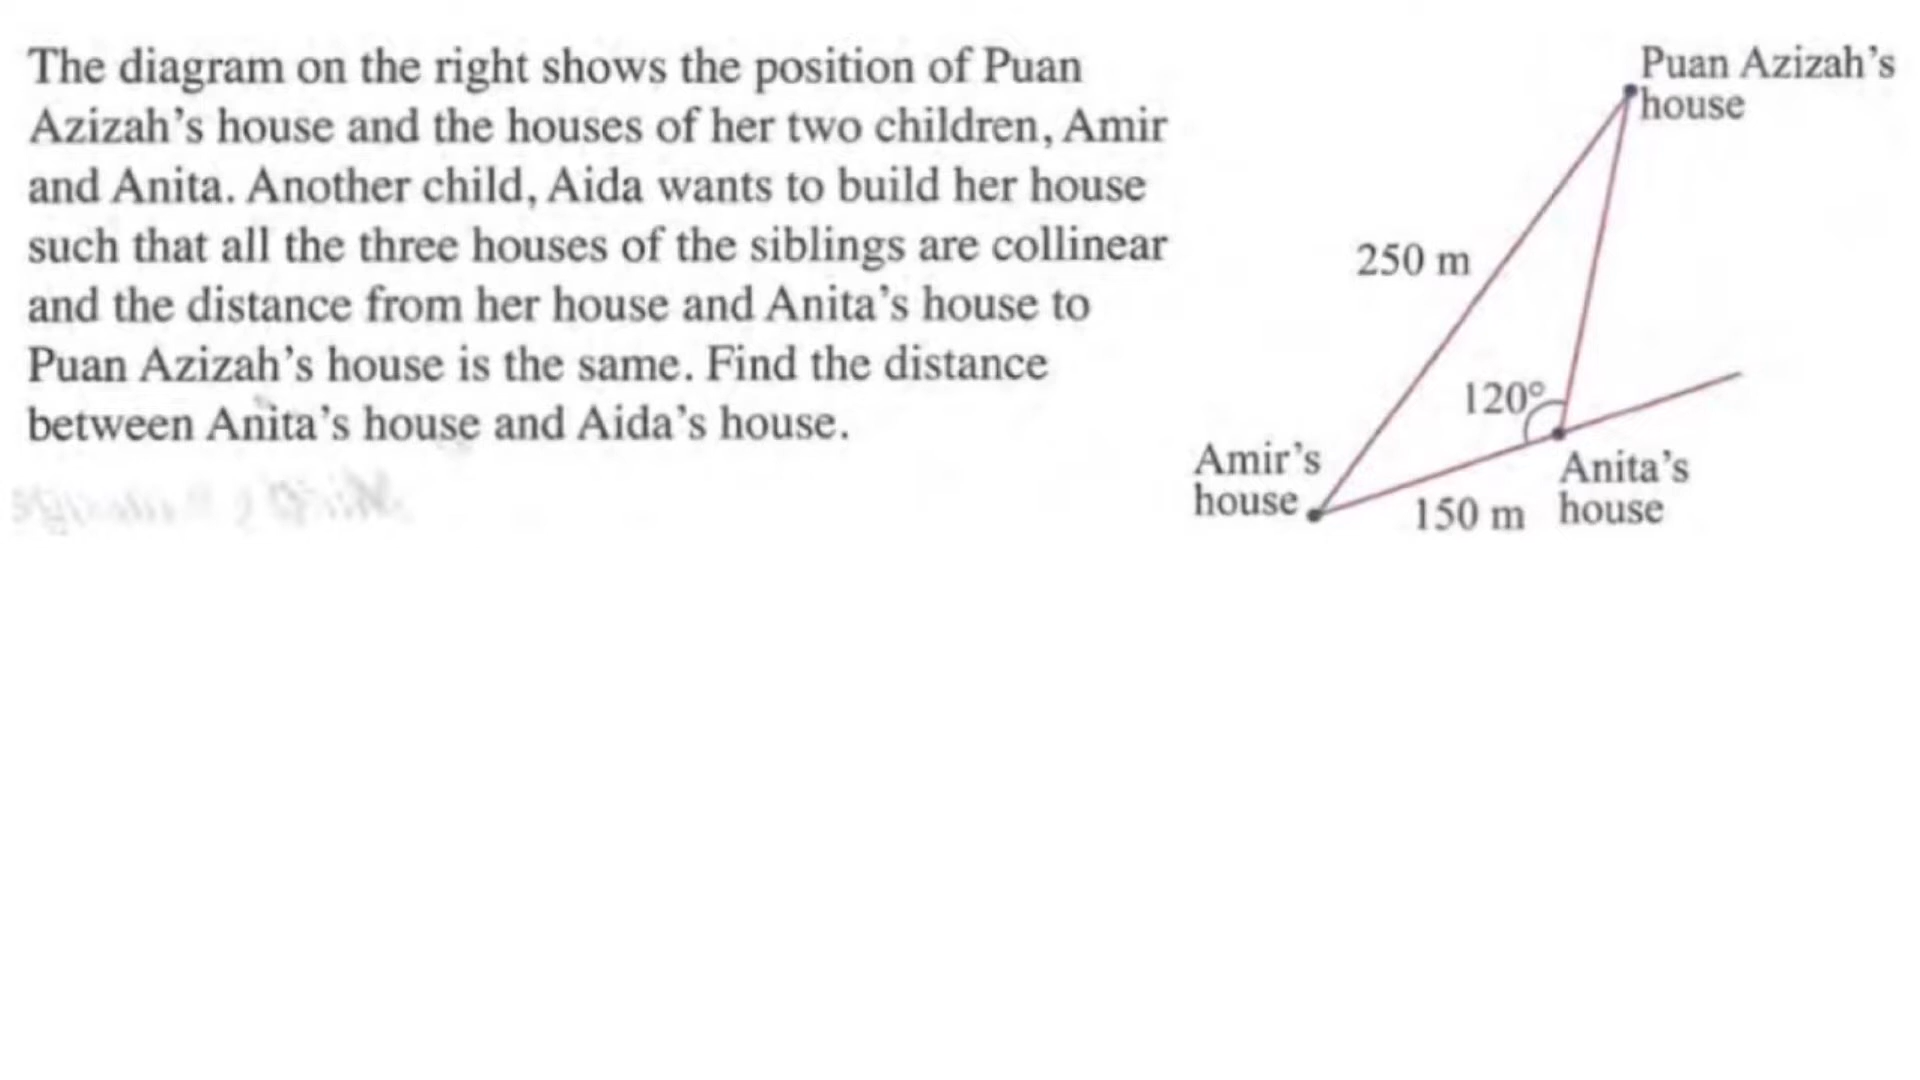 The diagram on the right shows the position of Puan
Azizah's house and the houses of her two children, Amir
and Anita. Another child, Aida wants to build her house
such that all the three houses of the siblings are collinear
and the distance from her house and Anita's house to
Puan Azizah's house is the same. Find the distance
between Anita's house and Aida's house.
Puan Azizah's
house
250 m
120°
Amir's
house
150 m
Anita's
house